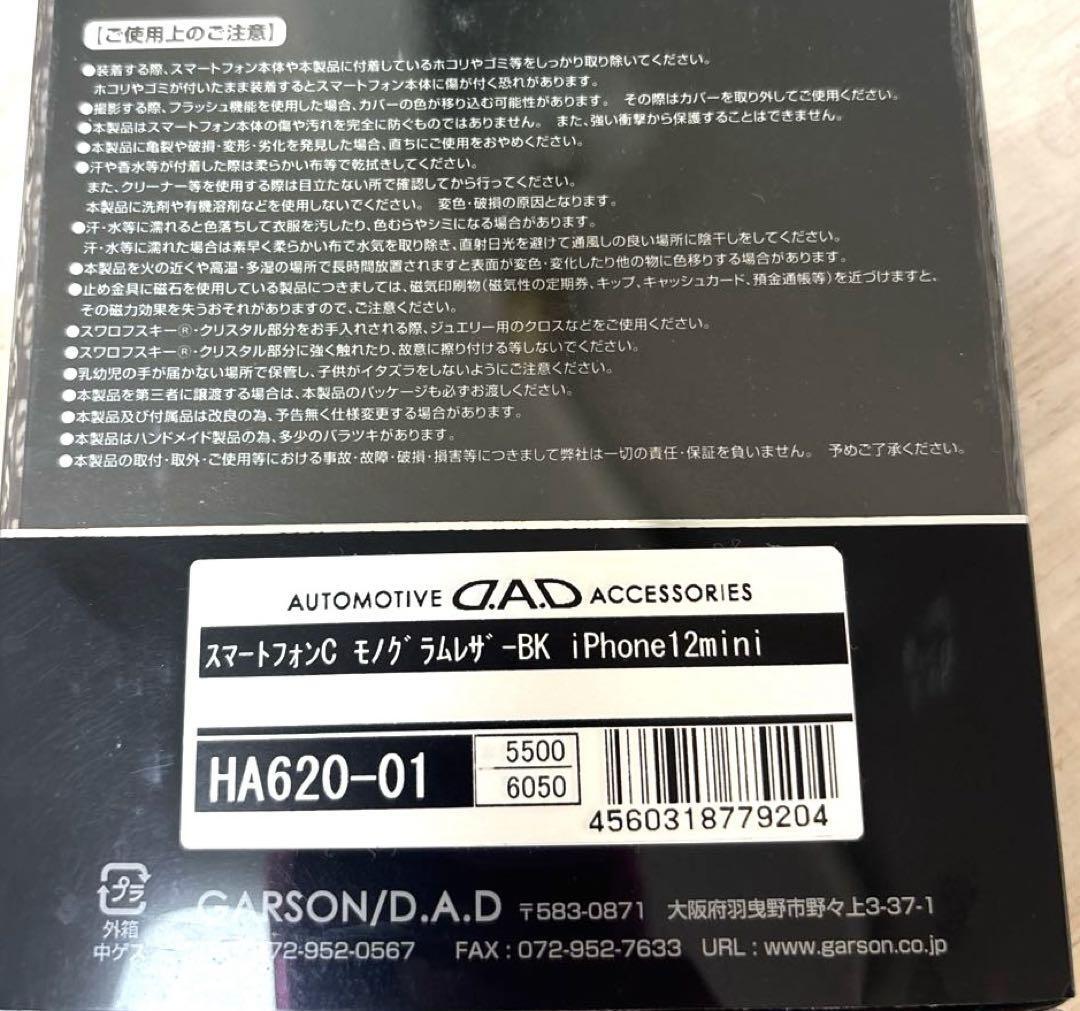 【ご使用上のご注意】
●装着する際、スマートフォン本体や本製品に付着しているホコリやゴミ等をしっかり取り除いてください。
ホコリやゴミが付いたまま装着するとスマートフォン本体に傷が付く恐れがあります。
●撮影する際、フラッシュ機能を使用した場合、カバーの色が移り込む可能性があります。 その際はカバーを取り外してご使用ください。
●本製品はスマートフォン本体の傷や汚れを完全に防ぐものではありません。 また、強い衝撃から保護することはできません。
●本製品に亀裂や破損・変形・劣化を発見した場合、直ちにご使用をおやめください。
●汗や香水等が付着した際は柔らかい布等で乾拭きしてください。
また、クリーナー等を使用する際は目立たない所で確認してから行ってください。
本製品に洗剤や有機溶剤などを使用しないでください。 変色・破損の原因となります。
●汗・水等に濡れると色落ちして衣服を汚したり、色むらやシミになる場合があります。
汗・水等に濡れた場合は素早く柔らかい布で水気を取り除き、直射日光を避けて通風しの良い場所に陰干しをしてください。
●本製品を火の近くや高温・多湿の場所で長時間放置されますと表面が変色・変化したり他の物に色移りする場合があります。
●止め金具に磁石を使用している製品につきましては、磁気印刷物(磁気性の定期券、キップ、キャッシュカード、預金通帳等)を近づけますと、
その磁力効果を失うおそれがありますので、ご注意ください。
●スワロフスキー®・クリスタル部分をお手入れされる際、ジュエリー用のクロスなどをご使用ください。
●スワロフスキー®・クリスタル部分に強く触れたり、故意に擦り付ける等しないでください。
●乳幼児の手が届かない場所で保管し、子供がイタズラをしないようにご注意ください。
●本製品を第三者に譲渡する場合は、本製品のパッケージも必ずお渡しください。
●本製品及び付属品は改良の為、予告無く仕様変更する場合があります。
●本製品はハンドメイド製品の為、多少のバラツキがあります。
●本製品の取付・取外・ご使用等における事故・故障・破損・損害等につきまして弊社は一切の責任・保証を負いません。 予めご了承ください。
AUTOMOTIVE D.A.D ACCESSORIES
ｽﾏｰﾄﾌｫﾝC ﾓﾉｸﾞﾗﾑﾚｻﾞｰBK iPhone12mini
HA620-01
5500
6050
4560318779204
プラ
外箱
中ゲス
GARSON/D.A.D 〒583-0871 大阪府羽曳野市野々上3-37-1
72-952-0567 FAX:072-952-7633 URL:www.garson.co.jp